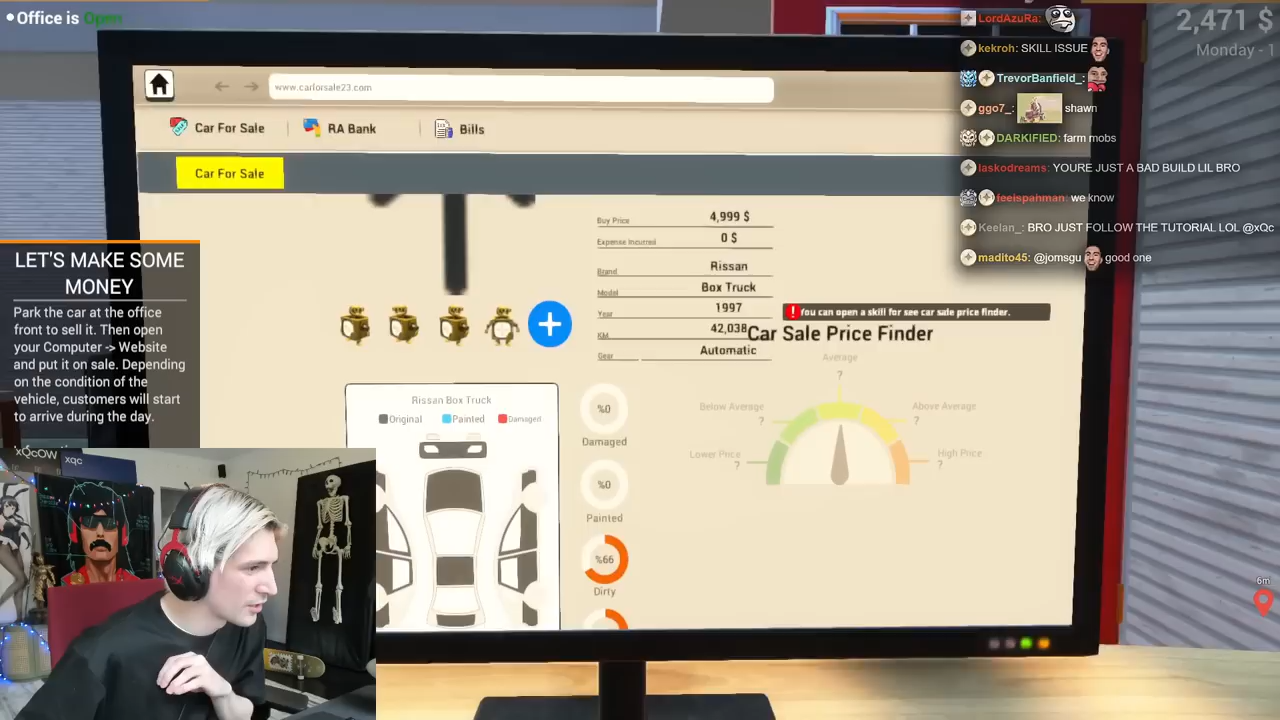 Office is Open
2,471 $
Monday - 1
www.carforsale23.com
Car For Sale
RA Bank
Bills
Car For Sale
Buy Price 4,999 $
Expense Incurred 0 $
Brand Rissan
Model Box Truck
Year 1997
KM 42,038
Gear Automatic
You can open a skill for see car sale price finder.
Car Sale Price Finder
Average
?
Below Average
?
Above Average
?
Lower Price
?
High Price
?
Rissan Box Truck
Original Painted Damaged
%0
Damaged
%0
Painted
%66
Dirty
LET'S MAKE SOME
MONEY
Park the car at the office
front to sell it. Then open
your Computer -> Website
and put it on sale. Depending
on the condition of the
vehicle, customers will start
to arrive during the day.
xQcOW
xqc
LordAzuRa:
kekroh: SKILL ISSUE
TrevorBanfield_:
ggo7_: shawn
DARKIFIED: farm mobs
laskodreams: YOURE JUST A BAD BUILD LIL BRO
feelspahman: we know
Keelan_: BRO JUST FOLLOW THE TUTORIAL LOL @xQc
madito45: @jomsgu good one
6m